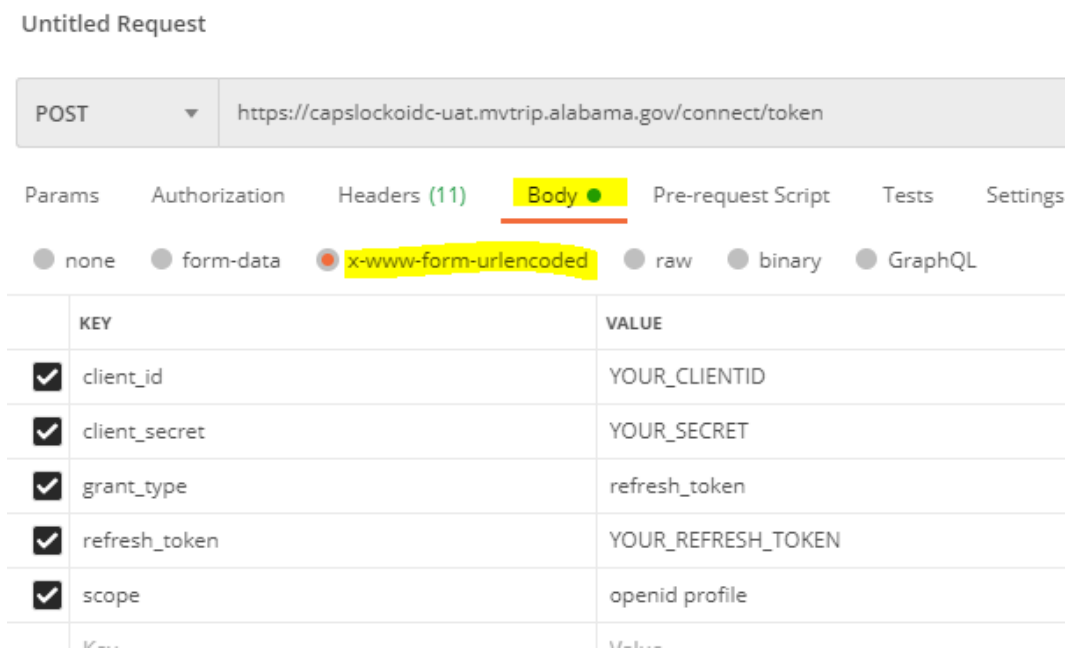 Untitled Request
POST https://capslockoidc-uat.mvtrip.alabama.gov/connect/token
Params Authorization Headers (11) Body Pre-request Script Tests Settings
none form-data x-www-form-urlencoded raw binary GraphQL
KEY VALUE
client_id YOUR_CLIENTID
client_secret YOUR_SECRET
grant_type refresh_token
refresh_token YOUR_REFRESH_TOKEN
scope openid profile
Key Value